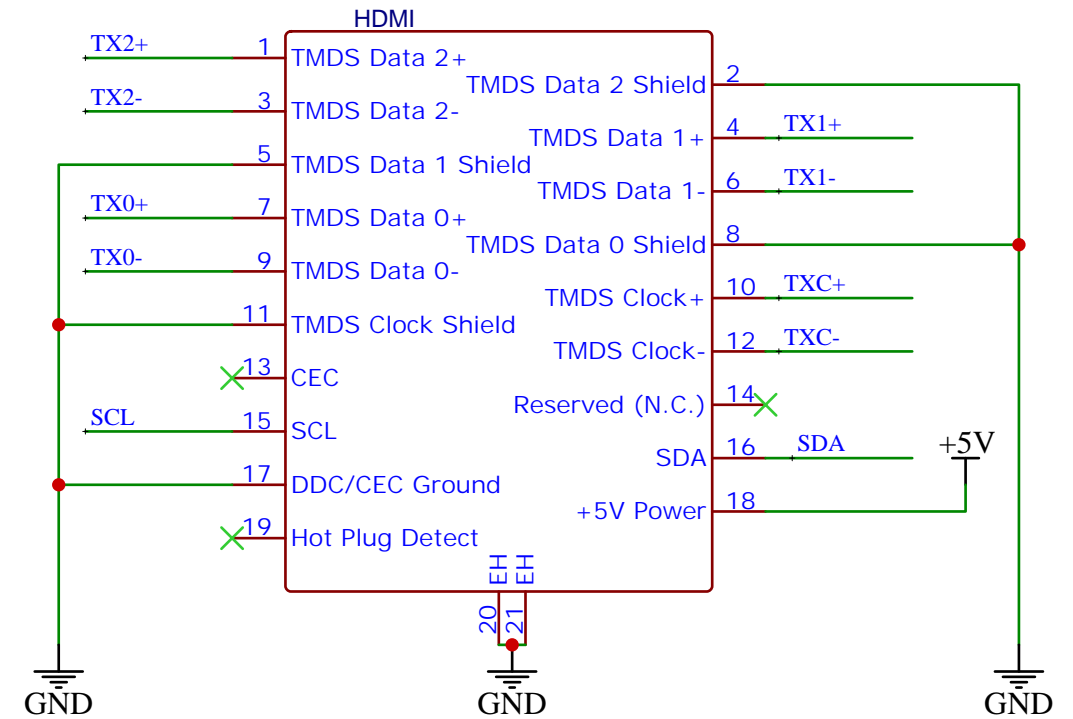 HDMI
TX2+ 1 TMDS Data 2+
TMDS Data 2 Shield 2
TX2- 3 TMDS Data 2-
TMDS Data 1+ 4 TX1+
5 TMDS Data 1 Shield
TMDS Data 1- 6 TX1-
TX0+ 7 TMDS Data 0+
TMDS Data 0 Shield 8
TX0- 9 TMDS Data 0-
TMDS Clock+ 10 TXC+
11 TMDS Clock Shield
TMDS Clock- 12 TXC-
13 CEC
Reserved (N.C.) 14
SCL 15 SCL
SDA 16 SDA +5V
17 DDC/CEC Ground
+5V Power 18
19 Hot Plug Detect
EH EH
20 21
GND GND GND